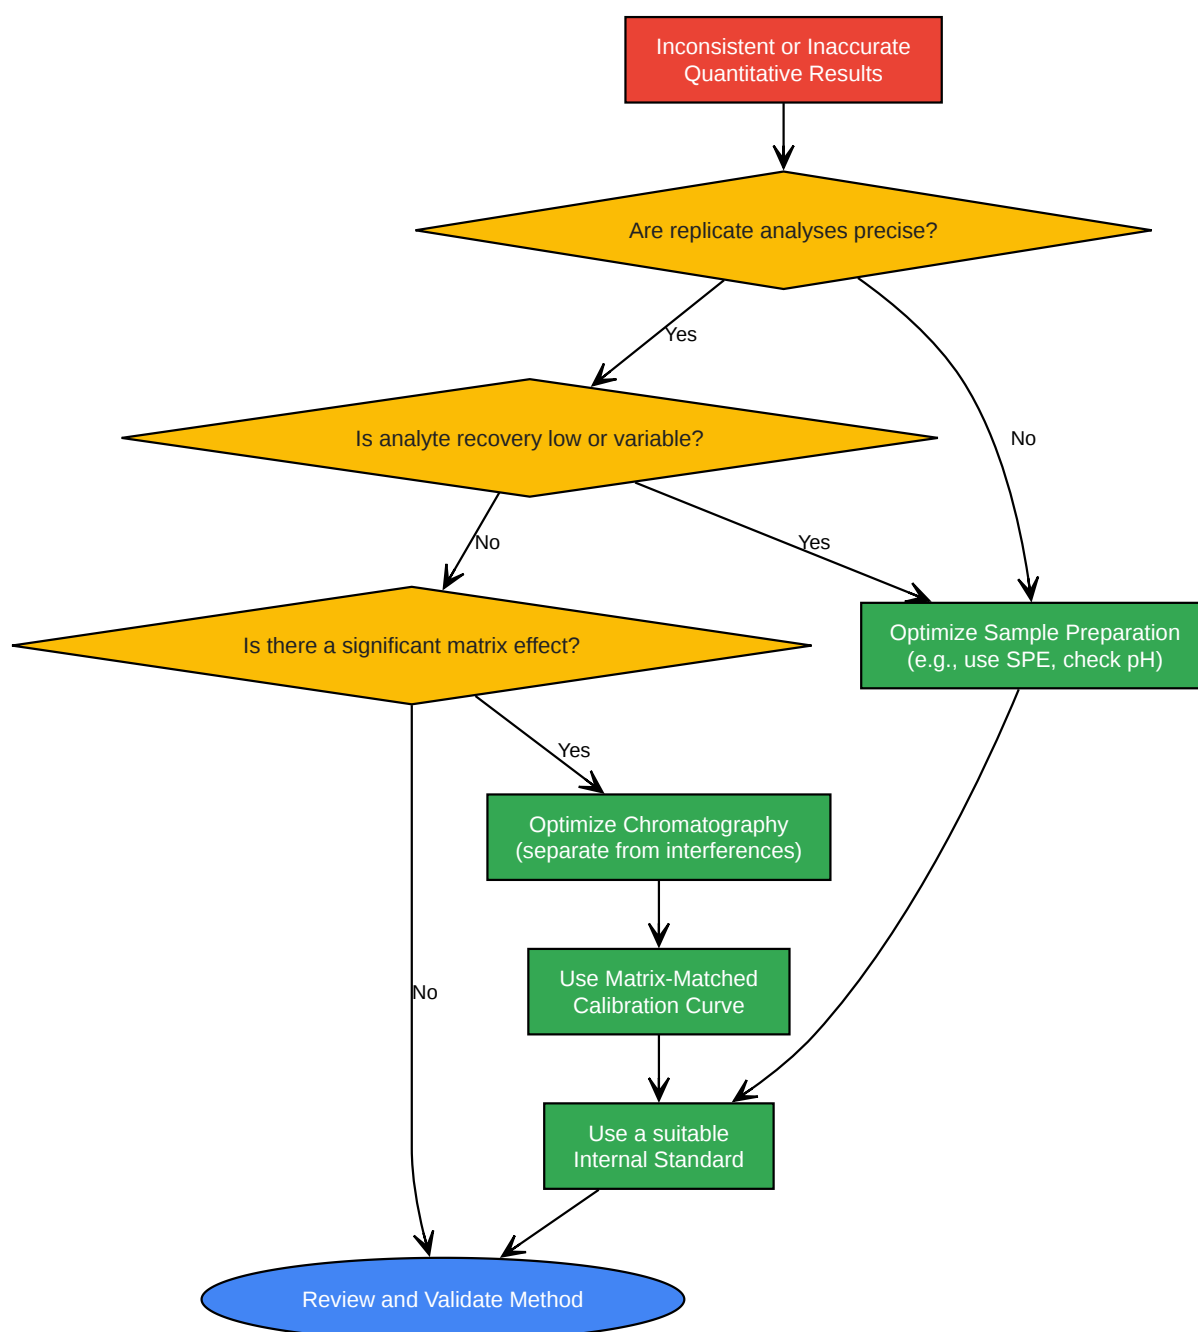 Inconsistent or Inaccurate
Quantitative Results
Are replicate analyses precise?
Yes
No
Is analyte recovery low or variable?
No
Yes
Is there a significant matrix effect?
Optimize Sample Preparation
(e.g., use SPE, check pH)
Yes
Optimize Chromatography
(separate from interferences)
No
Use Matrix-Matched
Calibration Curve
Use a suitable
Internal Standard
Review and Validate Method